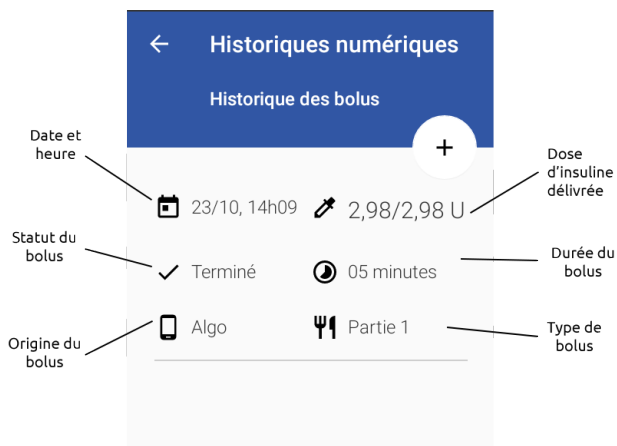 Historiques numériques
Historique des bolus
+
Date et
heure
Dose
d'insuline
délivrée
23/10, 14h09
2,98/2,98 U
Statut du
bolus
Durée du
bolus
Terminé
05 minutes
Origine du
bolus
Type de
bolus
Algo
Partie 1